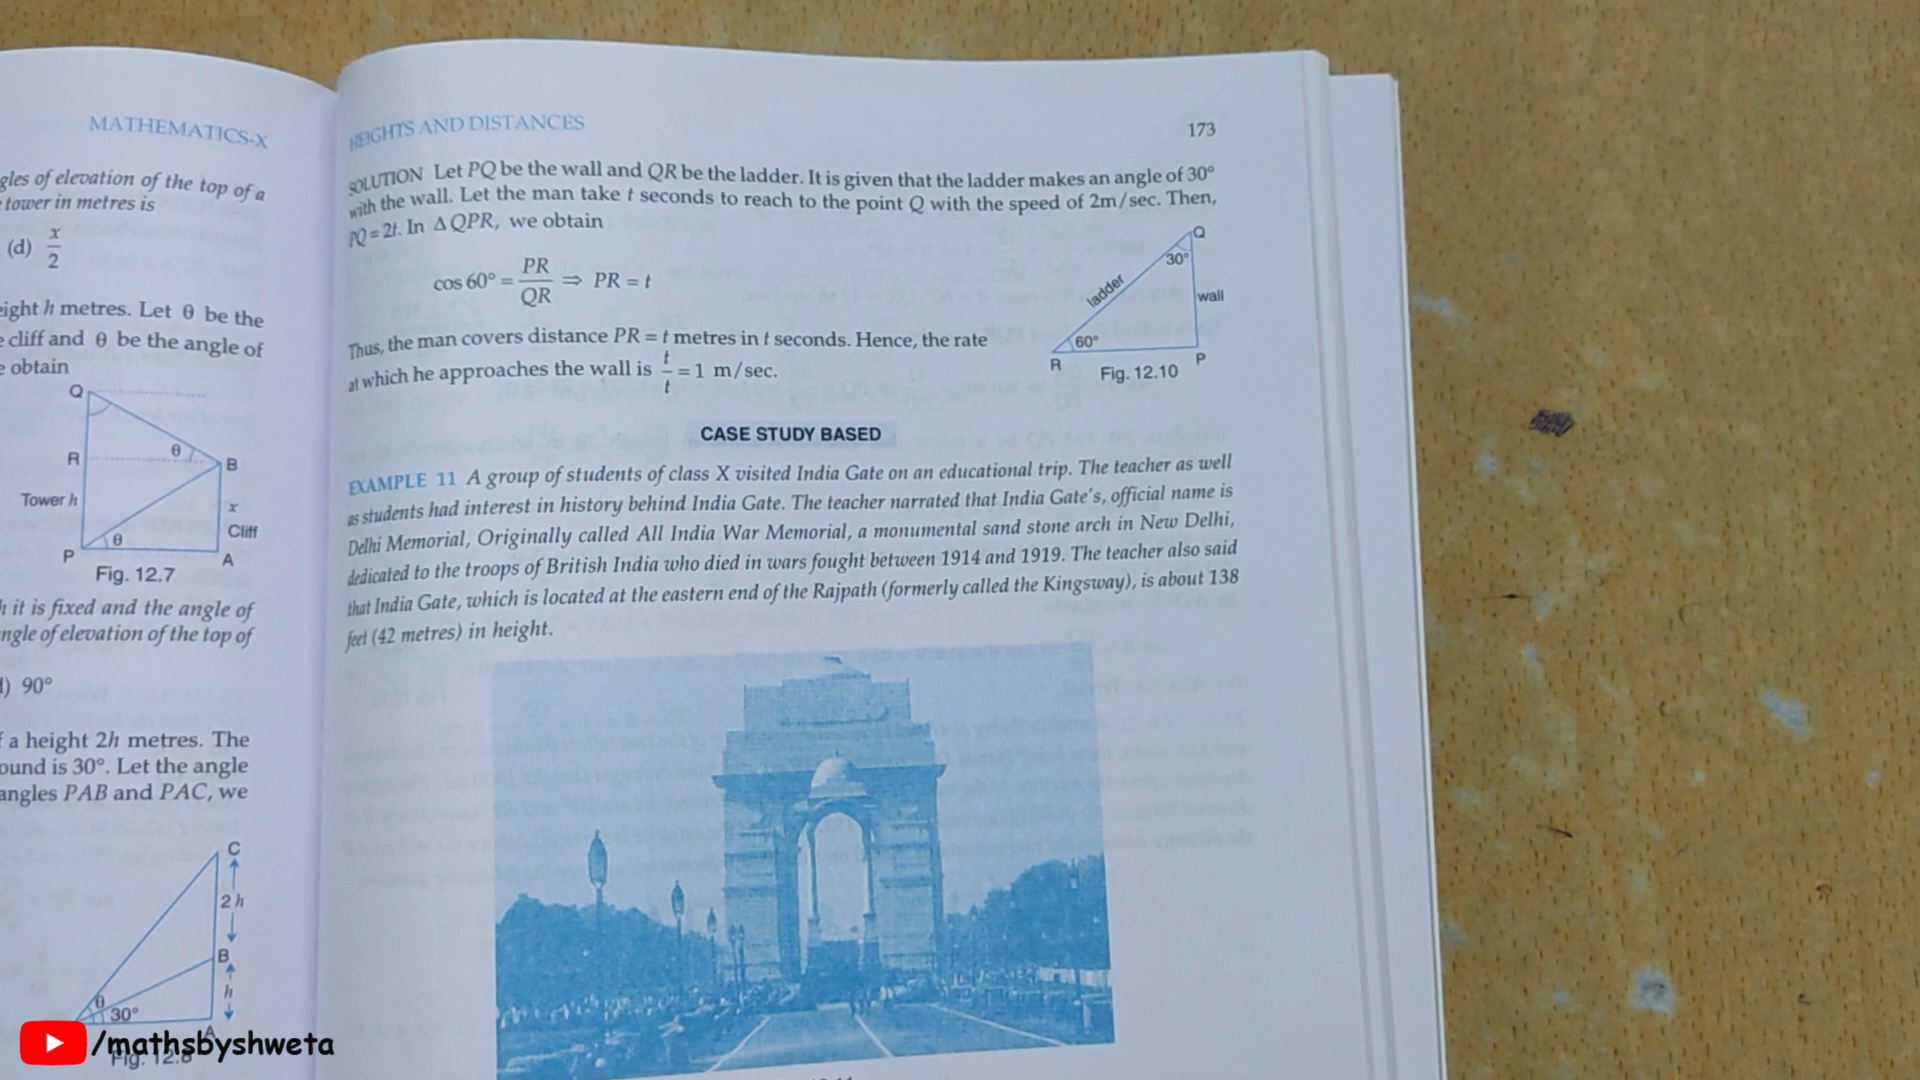 MATHEMATICS-X
gles of elevation of the top of a
tower in metres is
(d) x/2
eight h metres. Let θ be the
cliff and θ be the angle of
obtain
Q
θ
B
R
Tower h
x
Cliff
θ
P
A
Fig. 12.7
h it is fixed and the angle of
ngle of elevation of the top of
90°
a height 2h metres. The
ound is 30°. Let the angle
angles PAB and PAC, we
C
2h
B
h
θ
30°
A
Fig. 12.8
/mathsbyshweta
HEIGHTS AND DISTANCES
173
SOLUTION Let PQ be the wall and QR be the ladder. It is given that the ladder makes an angle of 30°
with the wall. Let the man take t seconds to reach to the point Q with the speed of 2m/sec. Then,
PQ = 2t. In Δ QPR, we obtain
cos 60° = PR/QR ⇒ PR = t
Thus, the man covers distance PR = t metres in t seconds. Hence, the rate
at which he approaches the wall is t/t = 1 m/sec.
Q
30°
ladder
wall
60°
R
P
Fig. 12.10
CASE STUDY BASED
EXAMPLE 11 A group of students of class X visited India Gate on an educational trip. The teacher as well
as students had interest in history behind India Gate. The teacher narrated that India Gate's, official name is
Delhi Memorial, Originally called All India War Memorial, a monumental sand stone arch in New Delhi,
dedicated to the troops of British India who died in wars fought between 1914 and 1919. The teacher also said
that India Gate, which is located at the eastern end of the Rajpath (formerly called the Kingsway), is about 138
feet (42 metres) in height.